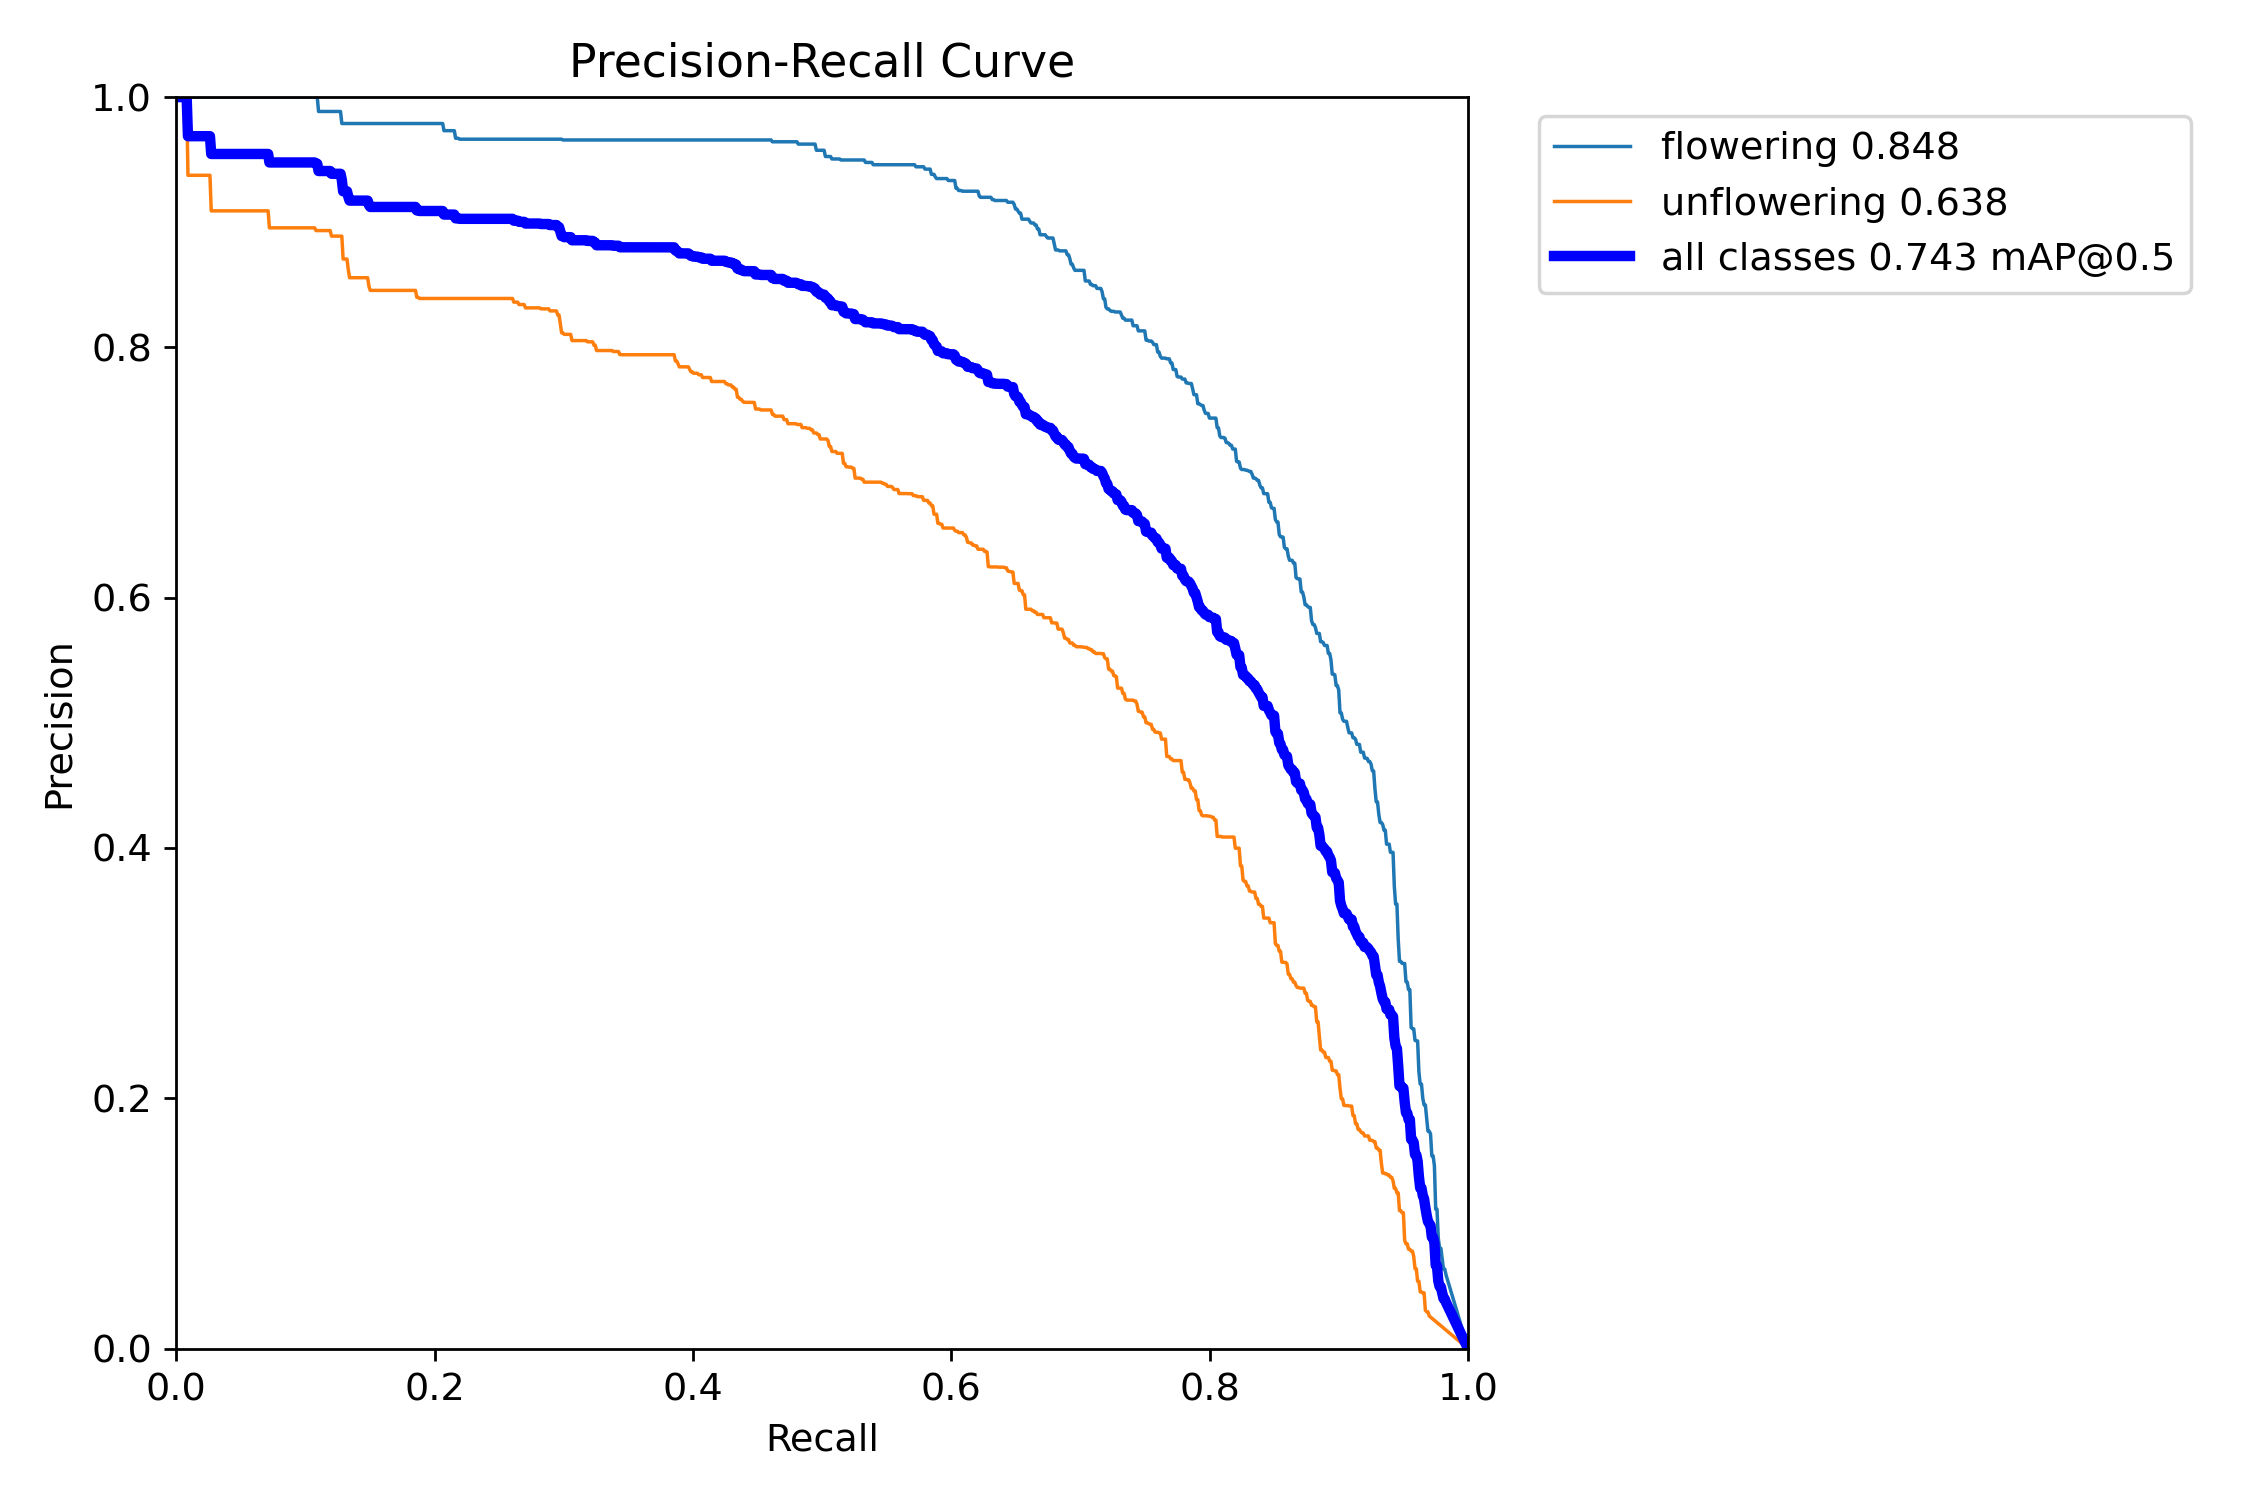 Precision-Recall Curve
flowering 0.848
unflowering 0.638
all classes 0.743 mAP@0.5
1.0
0.8
0.6
0.4
0.2
0.0
Precision
0.0 0.2 0.4 0.6 0.8 1.0
Recall